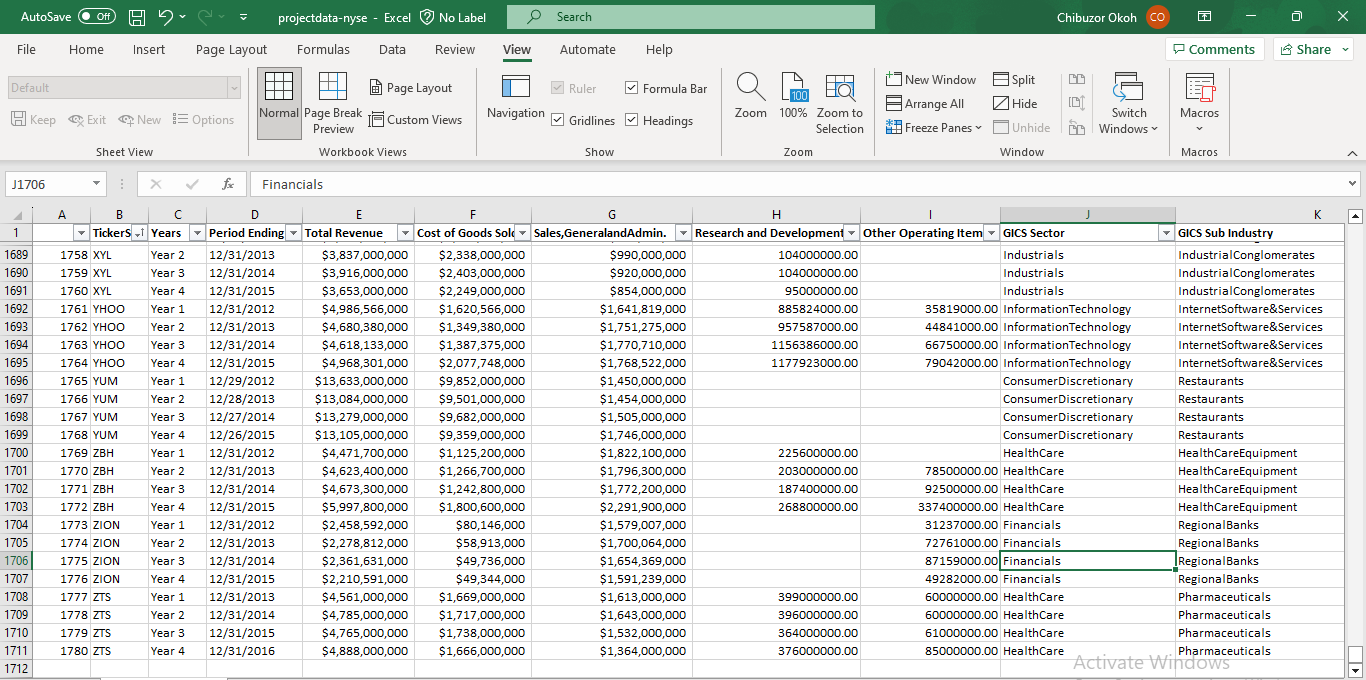 AutoSave Off projectdata-nyse - Excel No Label Search Chibuzor Okoh CO
File Home Insert Page Layout Formulas Data Review View Automate Help Comments Share
Default
Keep Exit New Options
Sheet View
Normal Page Break Preview Page Layout Custom Views
Workbook Views
Navigation Ruler Formula Bar Gridlines Headings
Show
Zoom 100 100% Zoom to Selection
Zoom
New Window Arrange All Freeze Panes Split Hide Unhide Switch Windows
Window
Macros
Macros
J1706 fx Financials
A B C D E F G H I J K
1 TickerS Years Period Ending Total Revenue Cost of Goods Sol Sales,GeneralandAdmin. Research and Development Other Operating Item GICS Sector GICS Sub Industry
1689 1758 XYL Year 2 12/31/2013 $3,837,000,000 $2,338,000,000 $990,000,000 104000000.00 Industrials IndustrialConglomerates
1690 1759 XYL Year 3 12/31/2014 $3,916,000,000 $2,403,000,000 $920,000,000 104000000.00 Industrials IndustrialConglomerates
1691 1760 XYL Year 4 12/31/2015 $3,653,000,000 $2,249,000,000 $854,000,000 95000000.00 Industrials IndustrialConglomerates
1692 1761 YHOO Year 1 12/31/2012 $4,986,566,000 $1,620,566,000 $1,641,819,000 885824000.00 35819000.00 InformationTechnology InternetSoftware&Services
1693 1762 YHOO Year 2 12/31/2013 $4,680,380,000 $1,349,380,000 $1,751,275,000 957587000.00 44841000.00 InformationTechnology InternetSoftware&Services
1694 1763 YHOO Year 3 12/31/2014 $4,618,133,000 $1,387,375,000 $1,770,710,000 1156386000.00 66750000.00 InformationTechnology InternetSoftware&Services
1695 1764 YHOO Year 4 12/31/2015 $4,968,301,000 $2,077,748,000 $1,768,522,000 1177923000.00 79042000.00 InformationTechnology InternetSoftware&Services
1696 1765 YUM Year 1 12/29/2012 $13,633,000,000 $9,852,000,000 $1,450,000,000 ConsumerDiscretionary Restaurants
1697 1766 YUM Year 2 12/28/2013 $13,084,000,000 $9,501,000,000 $1,454,000,000 ConsumerDiscretionary Restaurants
1698 1767 YUM Year 3 12/27/2014 $13,279,000,000 $9,682,000,000 $1,505,000,000 ConsumerDiscretionary Restaurants
1699 1768 YUM Year 4 12/26/2015 $13,105,000,000 $9,359,000,000 $1,746,000,000 ConsumerDiscretionary Restaurants
1700 1769 ZBH Year 1 12/31/2012 $4,471,700,000 $1,125,200,000 $1,822,100,000 225600000.00 HealthCare HealthCareEquipment
1701 1770 ZBH Year 2 12/31/2013 $4,623,400,000 $1,266,700,000 $1,796,300,000 203000000.00 78500000.00 HealthCare HealthCareEquipment
1702 1771 ZBH Year 3 12/31/2014 $4,673,300,000 $1,242,800,000 $1,772,200,000 187400000.00 92500000.00 HealthCare HealthCareEquipment
1703 1772 ZBH Year 4 12/31/2015 $5,997,800,000 $1,800,600,000 $2,291,900,000 268800000.00 337400000.00 HealthCare HealthCareEquipment
1704 1773 ZION Year 1 12/31/2012 $2,458,592,000 $80,146,000 $1,579,007,000 31237000.00 Financials RegionalBanks
1705 1774 ZION Year 2 12/31/2013 $2,278,812,000 $58,913,000 $1,700,064,000 72761000.00 Financials RegionalBanks
1706 1775 ZION Year 3 12/31/2014 $2,361,631,000 $49,736,000 $1,654,369,000 87159000.00 Financials RegionalBanks
1707 1776 ZION Year 4 12/31/2015 $2,210,591,000 $49,344,000 $1,591,239,000 49282000.00 Financials RegionalBanks
1708 1777 ZTS Year 1 12/31/2013 $4,561,000,000 $1,669,000,000 $1,613,000,000 399000000.00 60000000.00 HealthCare Pharmaceuticals
1709 1778 ZTS Year 2 12/31/2014 $4,785,000,000 $1,717,000,000 $1,643,000,000 396000000.00 60000000.00 HealthCare Pharmaceuticals
1710 1779 ZTS Year 3 12/31/2015 $4,765,000,000 $1,738,000,000 $1,532,000,000 364000000.00 61000000.00 HealthCare Pharmaceuticals
1711 1780 ZTS Year 4 12/31/2016 $4,888,000,000 $1,666,000,000 $1,364,000,000 376000000.00 85000000.00 HealthCare Pharmaceuticals
1712
Activate Windows